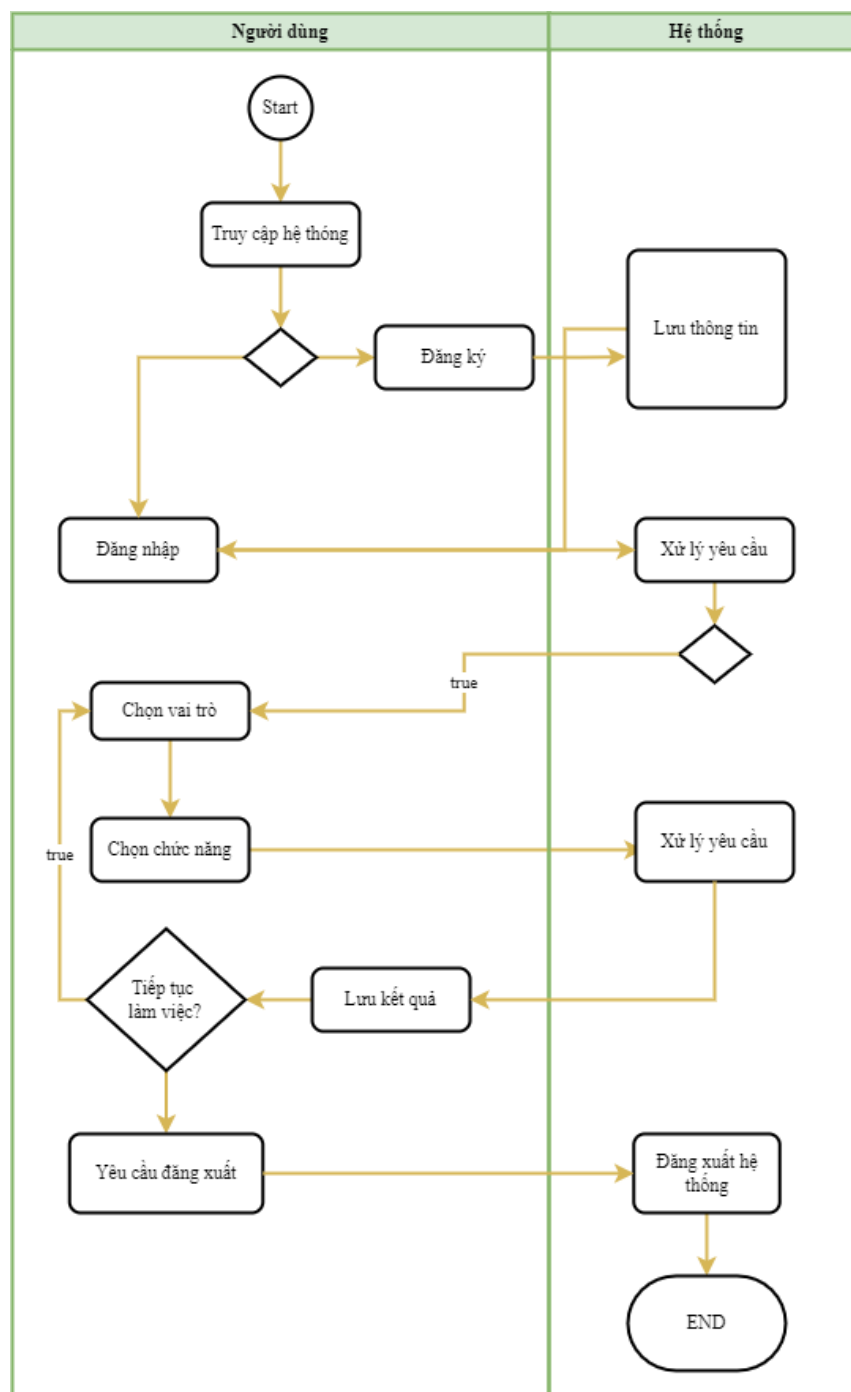 Người dùng
Hệ thống
Start
Truy cập hệ thóng
Lưu thông tin
Đăng ký
Đăng nhập
Xử lý yêu cầu
true
Chọn vai trò
Chọn chức năng
Xử lý yêu cầu
true
Tiếp tục
làm việc?
Lưu kết quả
Yêu cầu đăng xuất
Đăng xuất hệ
thống
END